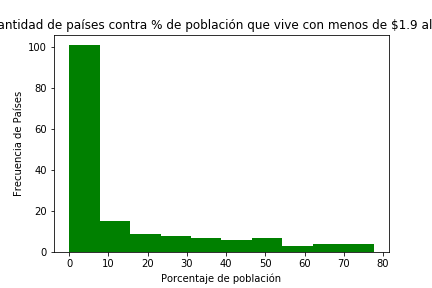 antidad de países contra % de población que vive con menos de $1.9 al
100
80
60
40
20
0
Frecuencia de Países
0 10 20 30 40 50 60 70 80
Porcentaje de población